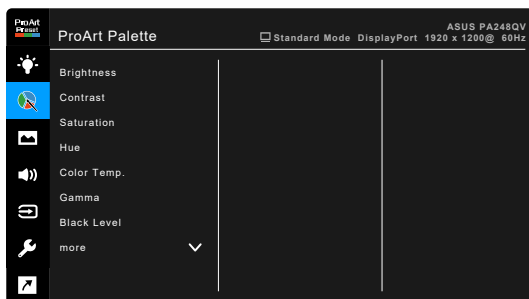 ProArt
Preset
ProArt Palette
ASUS PA248QV
Standard Mode DisplayPort 1920 x 1200@ 60Hz
Brightness
Contrast
Saturation
Hue
Color Temp.
Gamma
Black Level
more